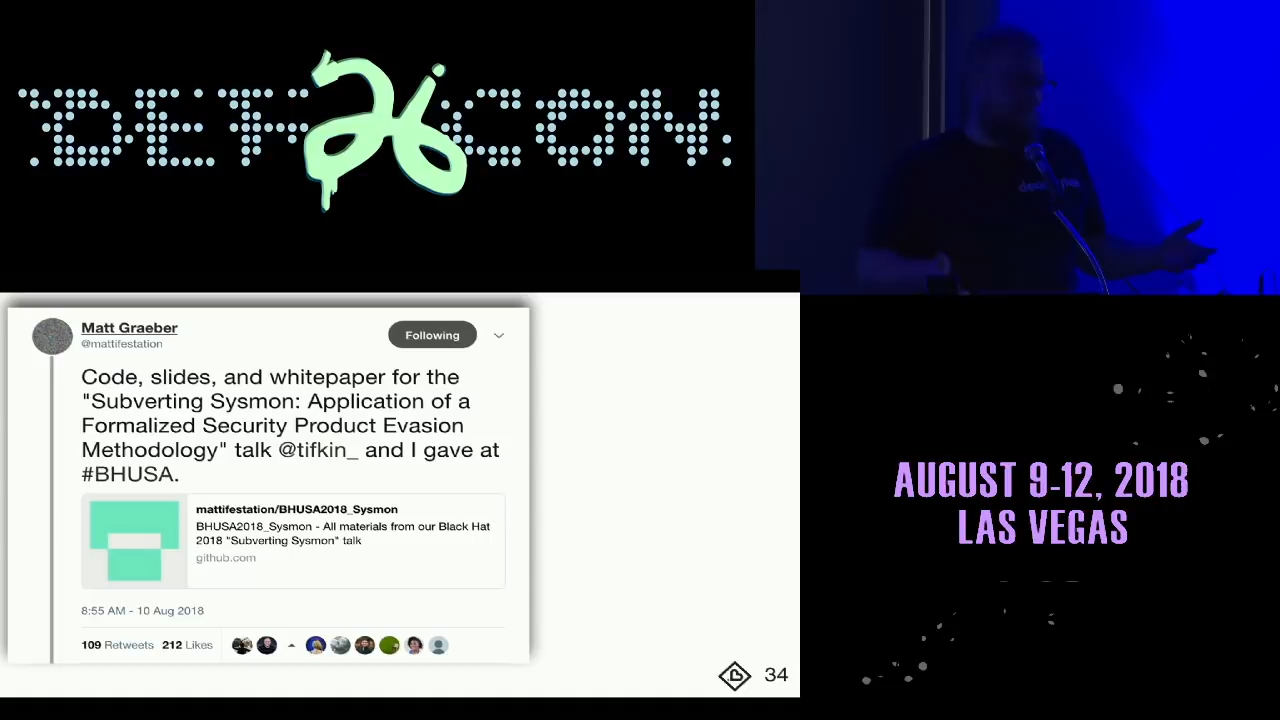 DEF 26 CON
Matt Graeber
@mattifestation
Following
Code, slides, and whitepaper for the
"Subverting Sysmon: Application of a
Formalized Security Product Evasion
Methodology" talk @tifkin_ and I gave at
#BHUSA.
mattifestation/BHUSA2018_Sysmon
BHUSA2018_Sysmon - All materials from our Black Hat
2018 "Subverting Sysmon" talk
github.com
8:55 AM - 10 Aug 2018
109 Retweets 212 Likes
34
AUGUST 9-12, 2018
LAS VEGAS